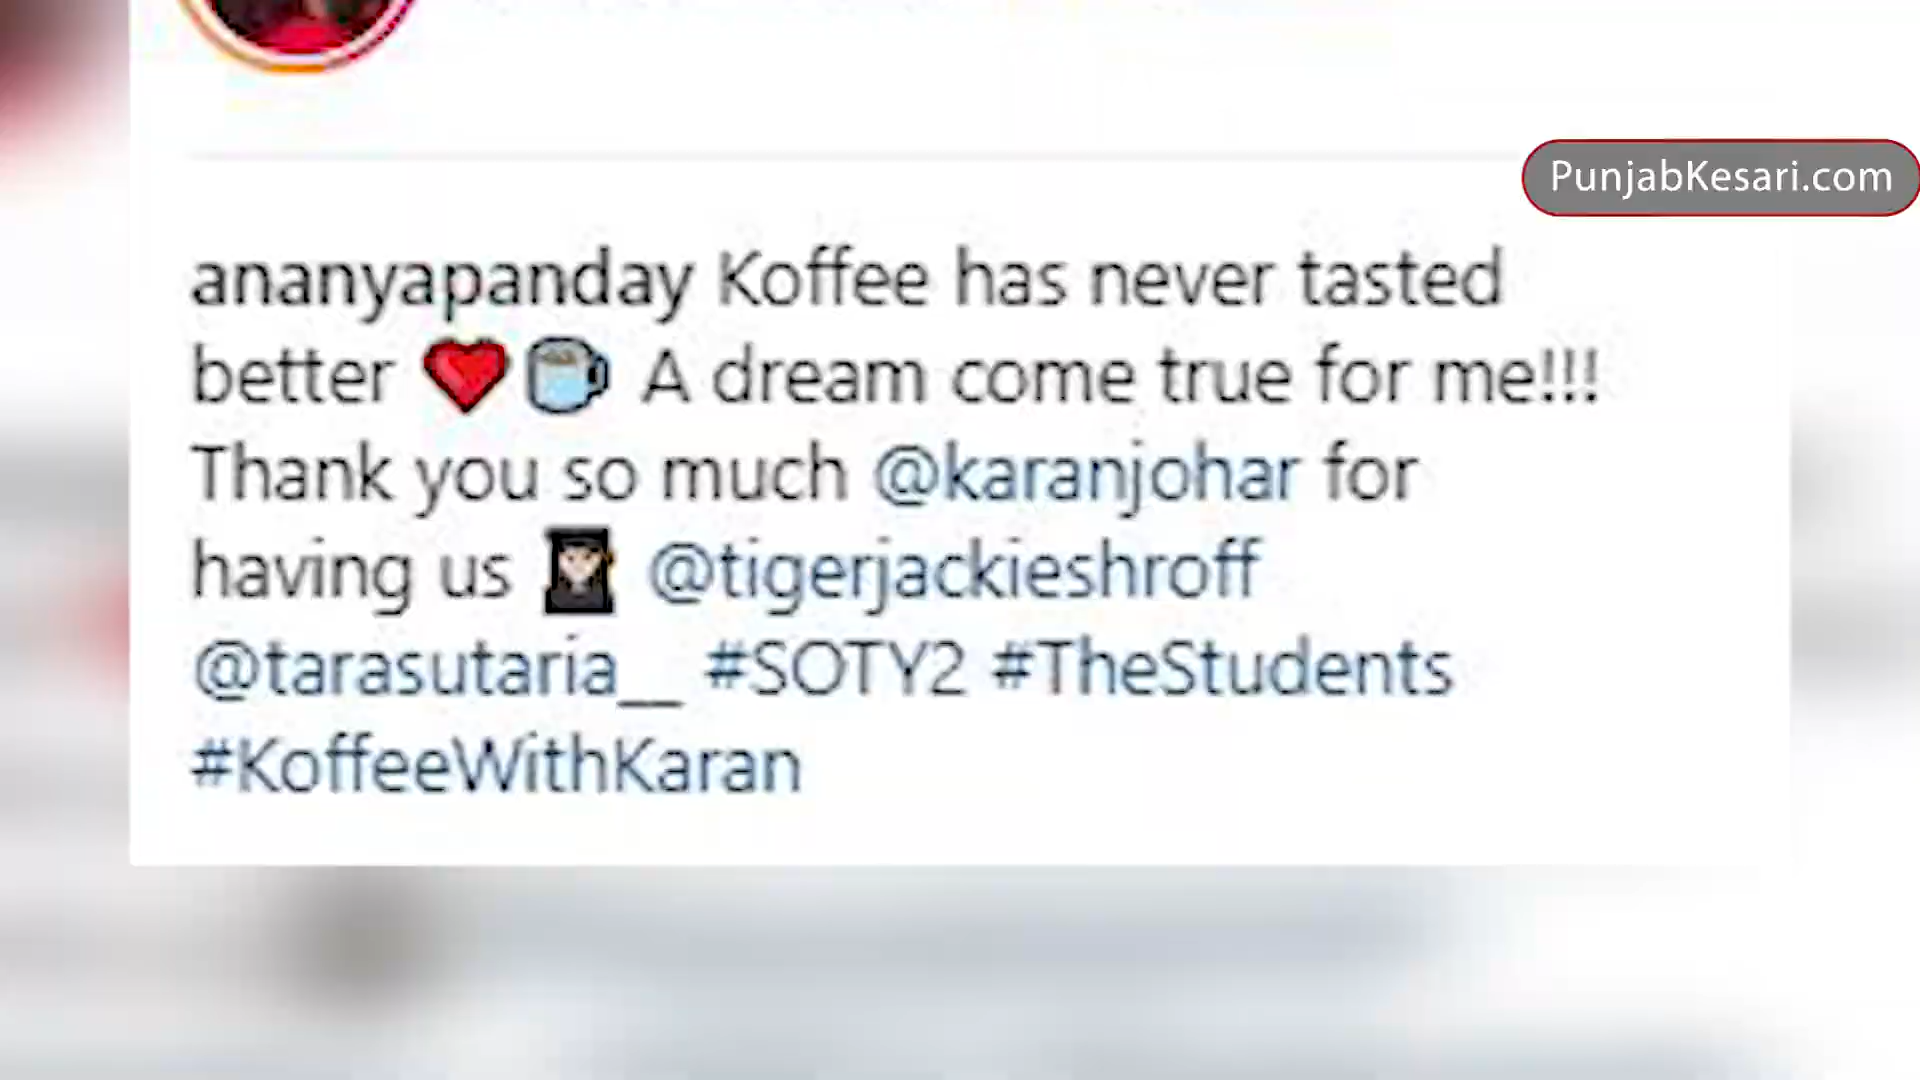 PunjabKesari.com
ananyapanday Koffee has never tasted
better ❤️☕ A dream come true for me!!!
Thank you so much @karanjohar for
having us 👩🏻‍🎓 @tigerjackieshroff
@tarasutaria__ #SOTY2 #TheStudents
#KoffeeWithKaran